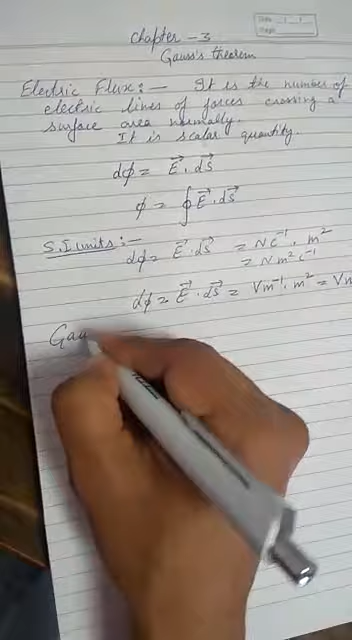 Chapter - 3
Gauss's theorem
Electric Flux:- It is the number of
electric lines of forces crossing a
surface area normally.
It is scalar quantity.
dϕ = E⃗ . dS⃗
ϕ = ∮ E⃗ . dS⃗
S.I units:- dϕ = E⃗ . dS⃗ = NC⁻¹ . m²
= Nm²C⁻¹
dϕ = E⃗ . dS⃗ = Vm⁻¹ . m² = Vm
Gau